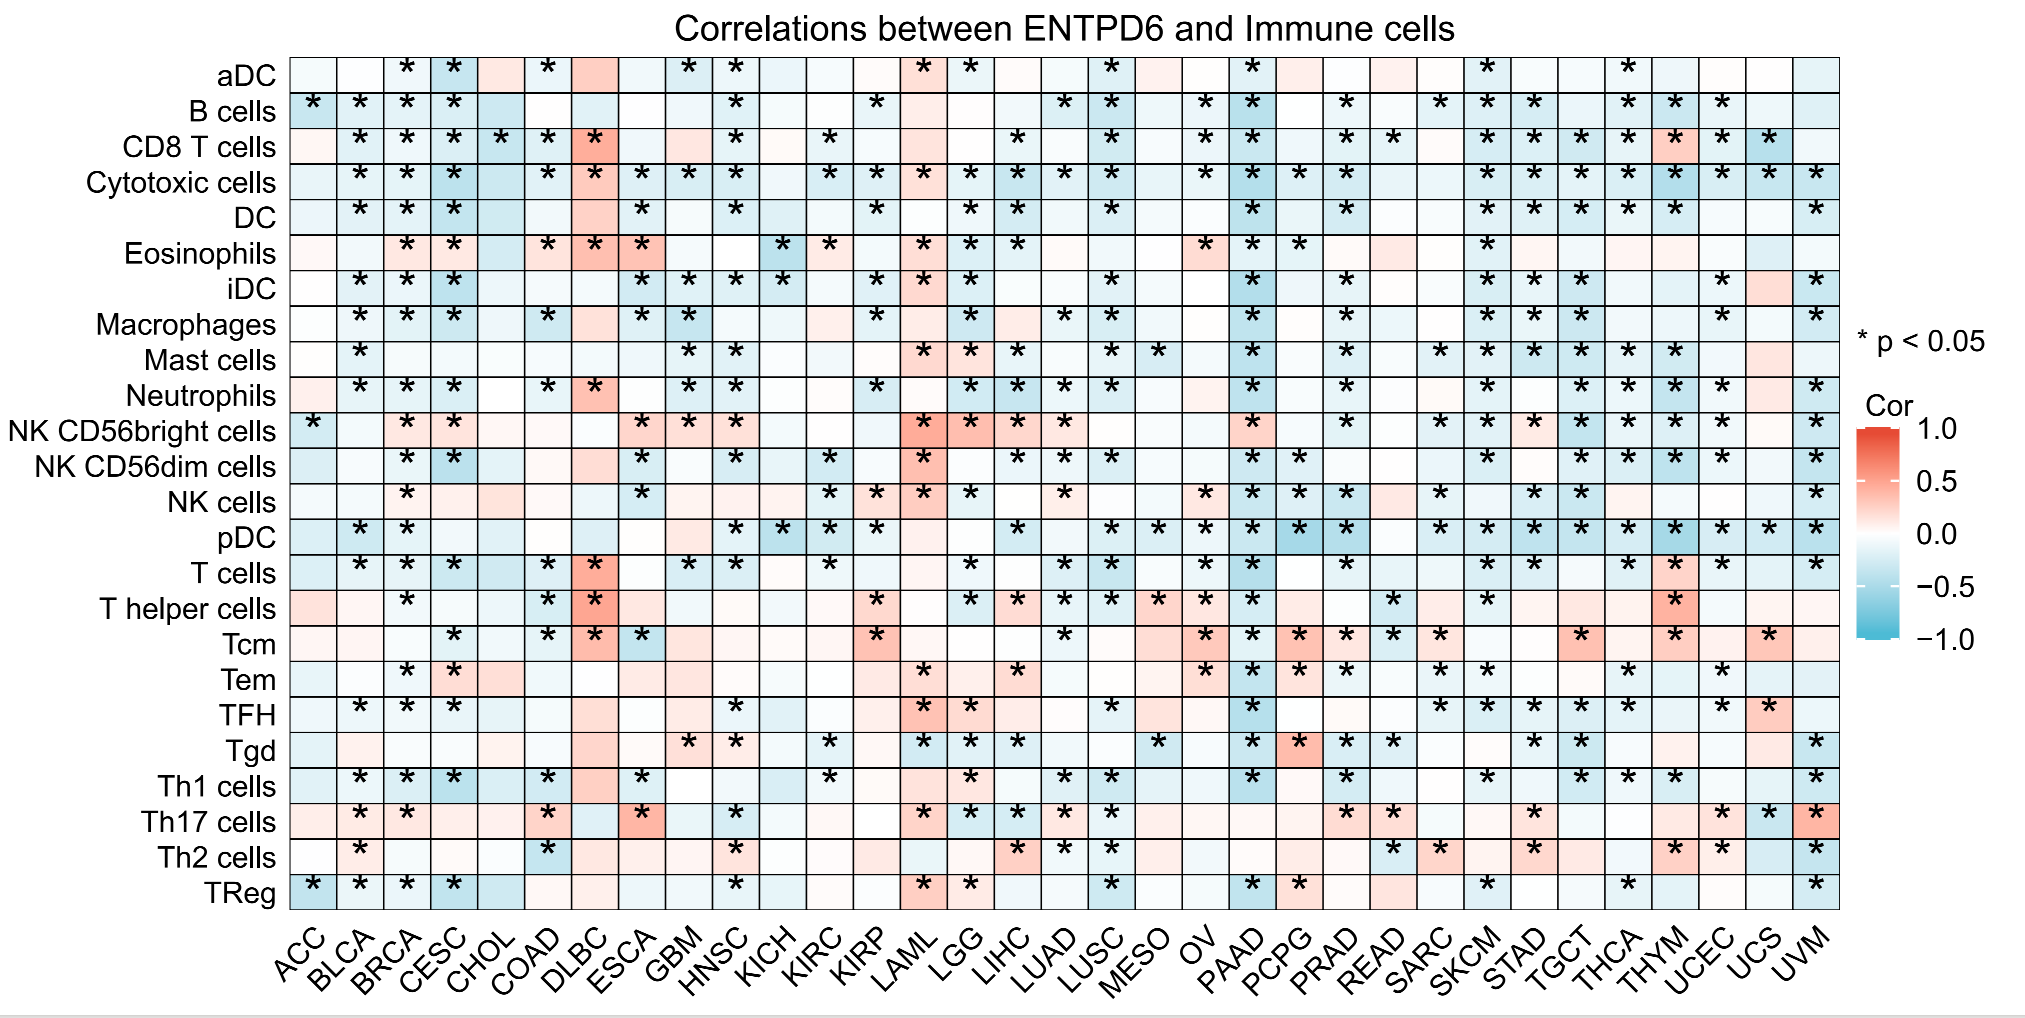 Correlations between ENTPD6 and Immune cells
aDC
B cells
CD8 T cells
Cytotoxic cells
DC
Eosinophils
iDC
Macrophages
Mast cells
Neutrophils
NK CD56bright cells
NK CD56dim cells
NK cells
pDC
T cells
T helper cells
Tcm
Tem
TFH
Tgd
Th1 cells
Th17 cells
Th2 cells
TReg
ACC
BLCA
BRCA
CESC
CHOL
COAD
DLBC
ESCA
GBM
HNSC
KICH
KIRC
KIRP
LAML
LGG
LIHC
LUAD
LUSC
MESO
OV
PAAD
PCPG
PRAD
READ
SARC
SKCM
STAD
TGCT
THCA
THYM
UCEC
UCS
UVM
* p < 0.05
Cor
1.0
0.5
0.0
−0.5
−1.0